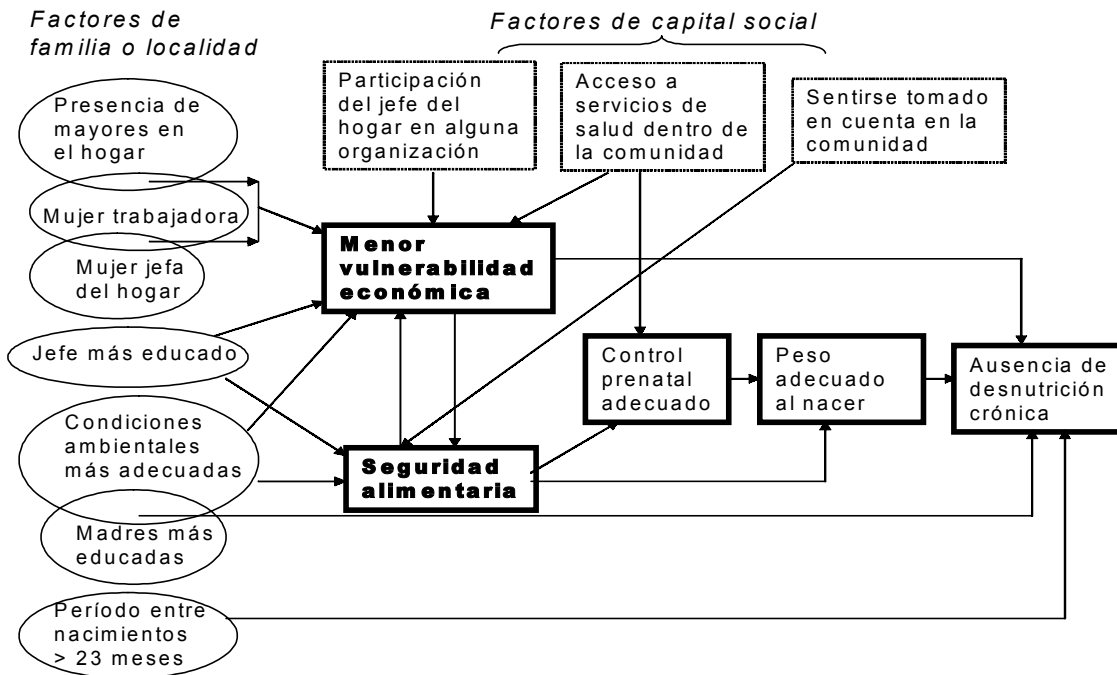 Factores de
familia o localidad
Factores de capital social
Presencia de
mayores en
el hogar
Mujer trabajadora
Mujer jefa
del hogar
Jefe más educado
Condiciones
ambientales
más adecuadas
Madres más
educadas
Período entre
nacimientos
> 23 meses
Participación
del jefe del
hogar en alguna
organización
Acceso a
servicios de
salud dentro de
la comunidad
Sentirse tomado
en cuenta en la
comunidad
Menor
vulnerabilidad
económica
Seguridad
alimentaria
Control
prenatal
adecuado
Peso
adecuado
al nacer
Ausencia de
desnutrición
crónica